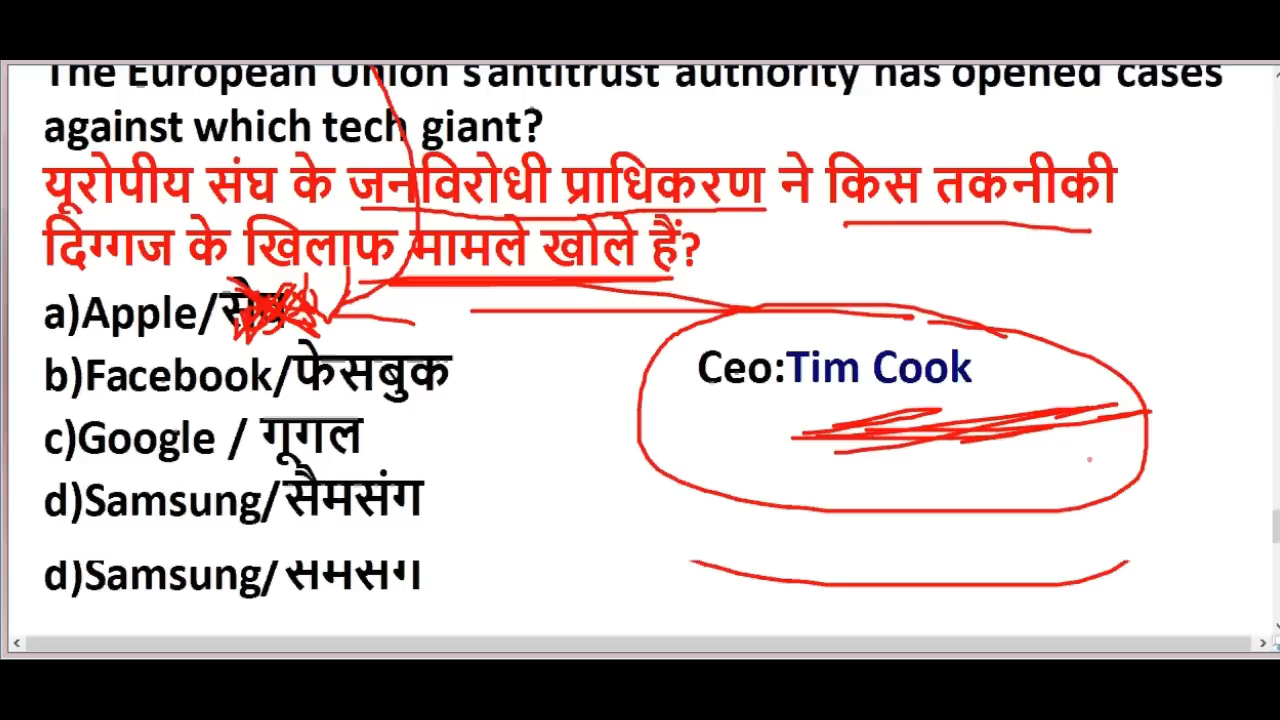 The European Union's antitrust authority has opened cases
against which tech giant?
यूरोपीय संघ के जनविरोधी प्राधिकरण ने किस तकनीकी
दिग्गज के खिलाफ मामले खोले हैं?
a)Apple/सेब
b)Facebook/फेसबुक
Ceo:Tim Cook
c)Google / गूगल
d)Samsung/सैमसंग
d)Samsung/सैमसंग